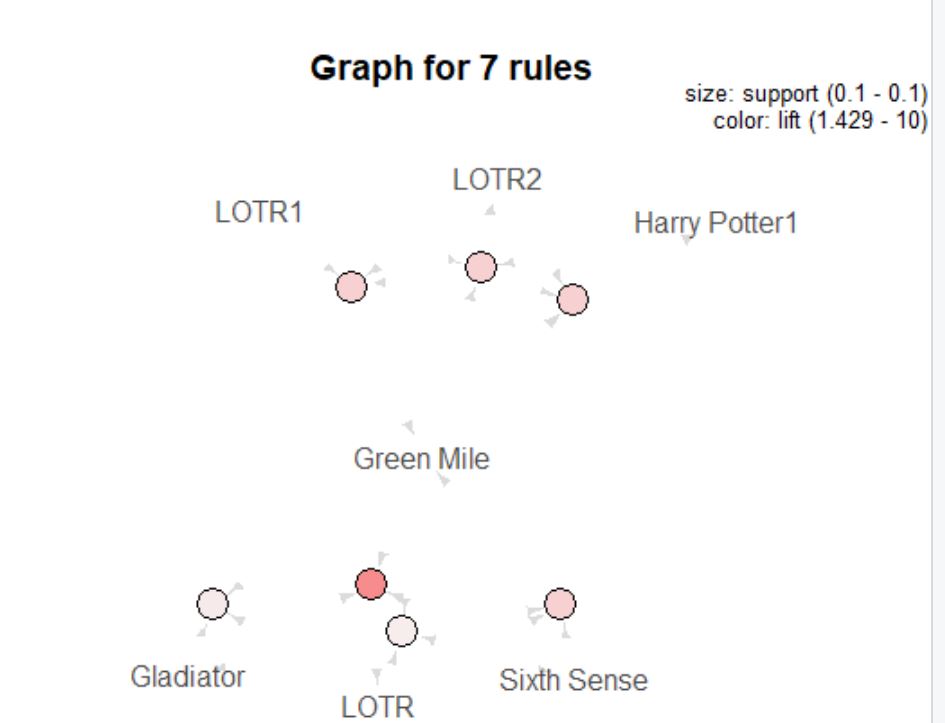 Graph for 7 rules
size: support (0.1 - 0.1)
color: lift (1.429 - 10)
LOTR2
LOTR1
Harry Potter1
Green Mile
Gladiator
Sixth Sense
LOTR